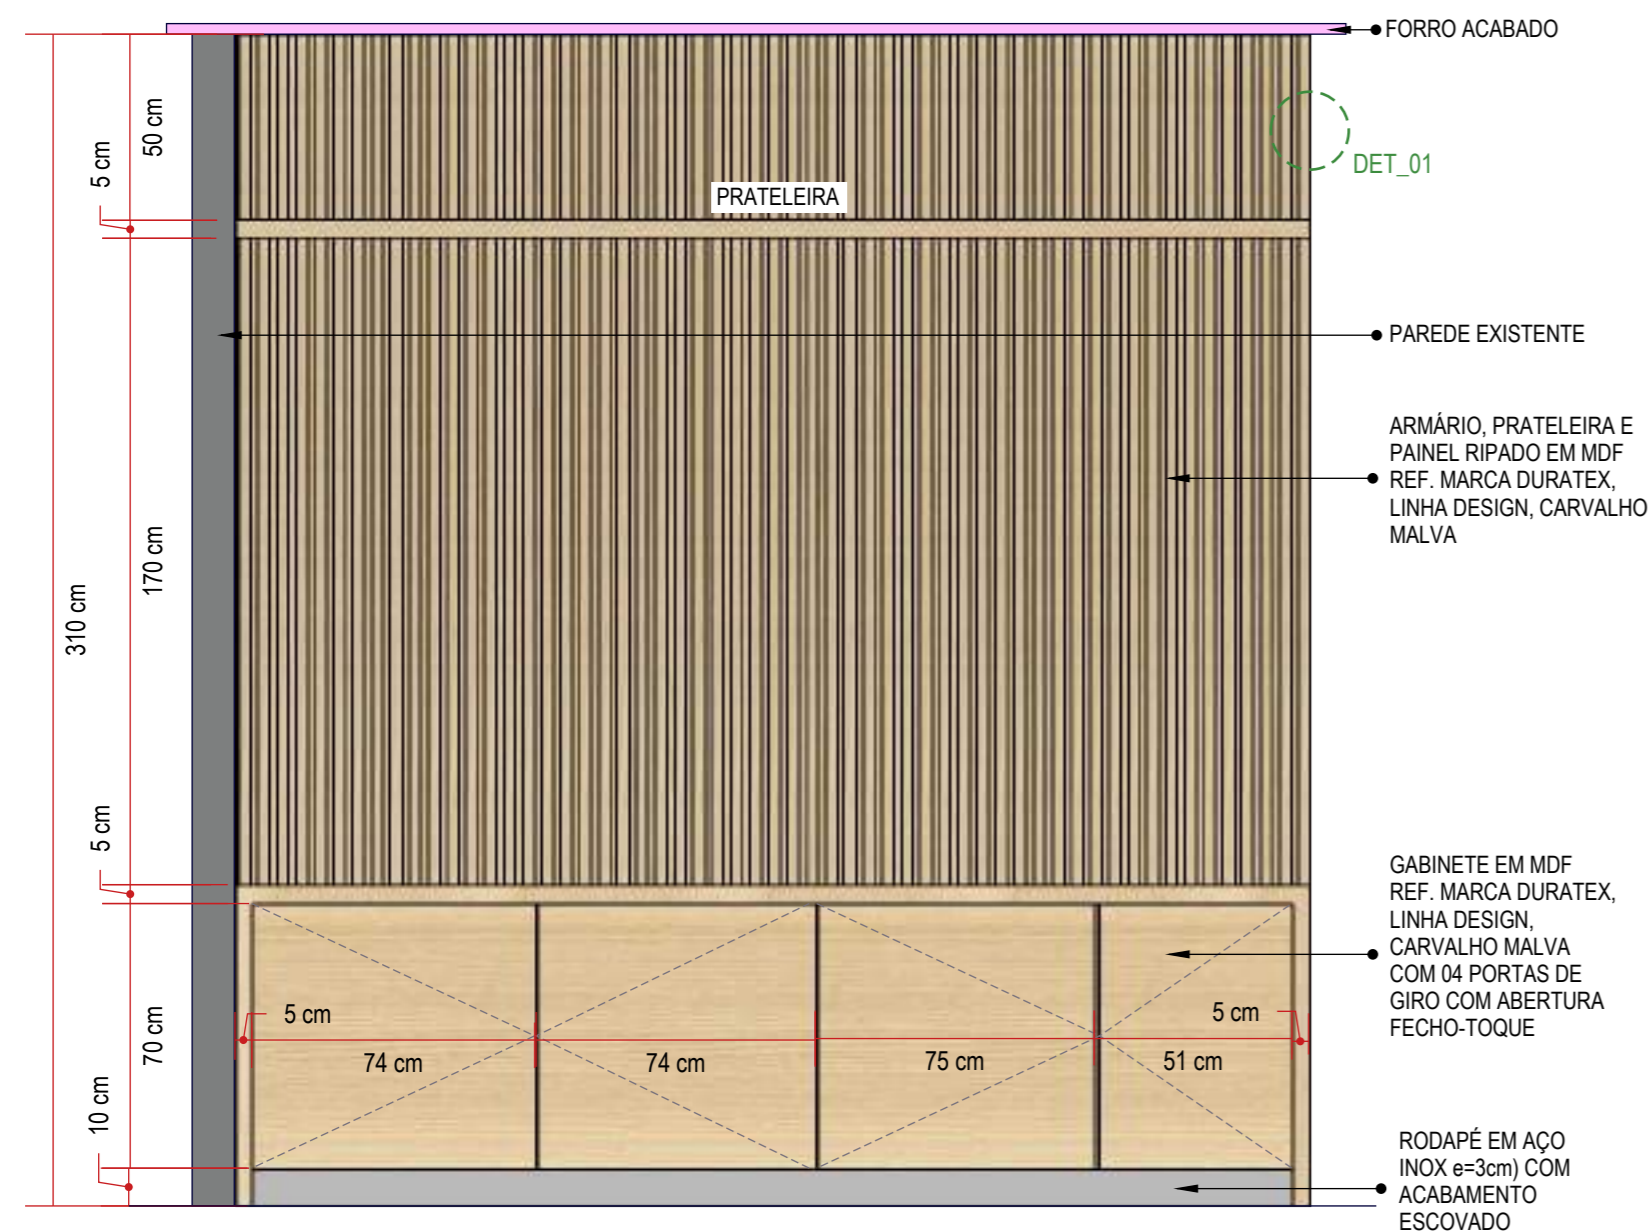 FORRO ACABADO
50 cm
5 cm
DET_01
PRATELEIRA
PAREDE EXISTENTE
ARMÁRIO, PRATELEIRA E
PAINEL RIPADO EM MDF
REF. MARCA DURATEX,
LINHA DESIGN, CARVALHO
MALVA
170 cm
310 cm
5 cm
GABINETE EM MDF
REF. MARCA DURATEX,
LINHA DESIGN,
CARVALHO MALVA
COM 04 PORTAS DE
GIRO COM ABERTURA
FECHO-TOQUE
70 cm
5 cm
5 cm
74 cm
74 cm
75 cm
51 cm
10 cm
RODAPÉ EM AÇO
INOX e=3cm) COM
ACABAMENTO
ESCOVADO